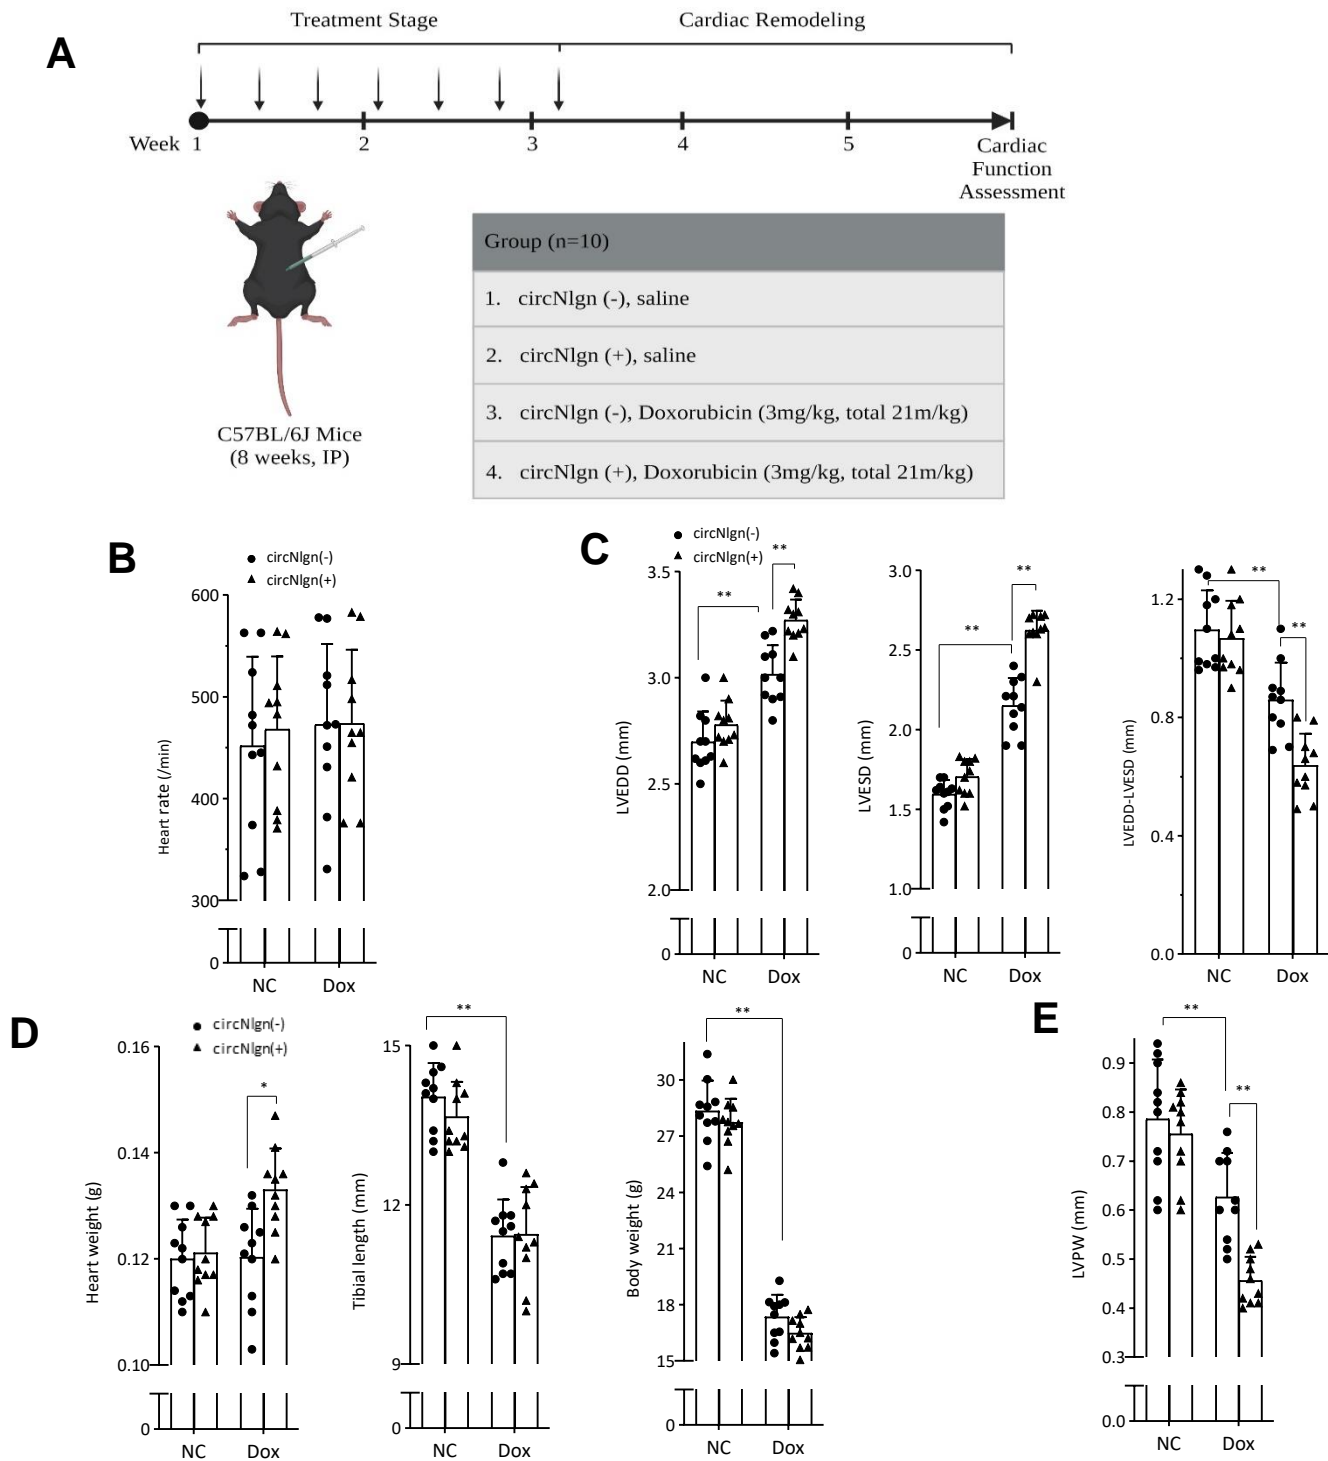 Treatment Stage
Cardiac Remodeling
A
Week 1 2 3 4 5
Cardiac
Function
Assessment
Group (n=10)
1. circNlgn (-), saline
2. circNlgn (+), saline
3. circNlgn (-), Doxorubicin (3mg/kg, total 21m/kg)
4. circNlgn (+), Doxorubicin (3mg/kg, total 21m/kg)
C57BL/6J Mice
(8 weeks, IP)
B
circNlgn(-)
circNlgn(+)
600
500
400
300
0
Heart rate (/min)
NC Dox
C
circNlgn(-)
circNlgn(+)
**
**
3.5
3.0
2.5
2.0
0
LVEDD (mm)
NC Dox
**
**
3.0
2.5
2.0
1.5
1.0
0
LVESD (mm)
NC Dox
**
**
1.2
0.8
0.4
0.0
LVEDD-LVESD (mm)
NC Dox
D
circNlgn(-)
circNlgn(+)
*
0.16
0.14
0.12
0.10
0
Heart weight (g)
NC Dox
**
15
12
9
0
Tibial length (mm)
NC Dox
**
30
27
24
21
18
15
0
Body weight (g)
NC Dox
E
**
**
0.9
0.8
0.7
0.6
0.5
0.4
0.3
0.0
LVPW (mm)
NC Dox